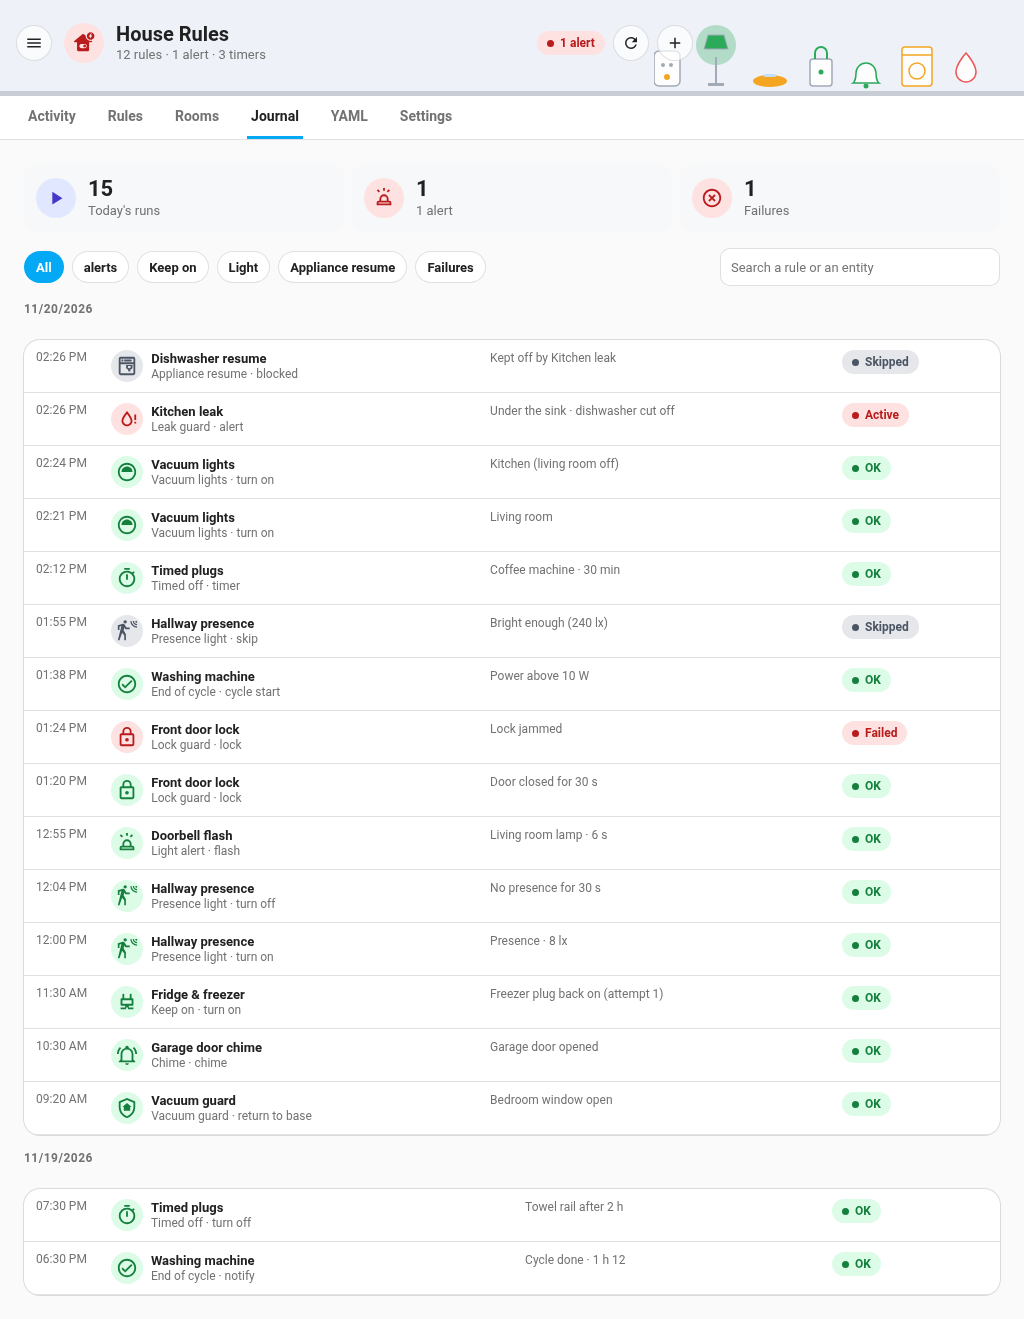 House Rules
12 rules · 1 alert · 3 timers
1 alert
Activity
Rules
Rooms
Journal
YAML
Settings
15
Today's runs
1
1 alert
1
Failures
All
alerts
Keep on
Light
Appliance resume
Failures
Search a rule or an entity
11/20/2026
02:26 PM
Dishwasher resume
Appliance resume · blocked
Kept off by Kitchen leak
Skipped
02:26 PM
Kitchen leak
Leak guard · alert
Under the sink · dishwasher cut off
Active
02:24 PM
Vacuum lights
Vacuum lights · turn on
Kitchen (living room off)
OK
02:21 PM
Vacuum lights
Vacuum lights · turn on
Living room
OK
02:12 PM
Timed plugs
Timed off · timer
Coffee machine · 30 min
OK
01:55 PM
Hallway presence
Presence light · skip
Bright enough (240 lx)
Skipped
01:38 PM
Washing machine
End of cycle · cycle start
Power above 10 W
OK
01:24 PM
Front door lock
Lock guard · lock
Lock jammed
Failed
01:20 PM
Front door lock
Lock guard · lock
Door closed for 30 s
OK
12:55 PM
Doorbell flash
Light alert · flash
Living room lamp · 6 s
OK
12:04 PM
Hallway presence
Presence light · turn off
No presence for 30 s
OK
12:00 PM
Hallway presence
Presence light · turn on
Presence · 8 lx
OK
11:30 AM
Fridge & freezer
Keep on · turn on
Freezer plug back on (attempt 1)
OK
10:30 AM
Garage door chime
Chime · chime
Garage door opened
OK
09:20 AM
Vacuum guard
Vacuum guard · return to base
Bedroom window open
OK
11/19/2026
07:30 PM
Timed plugs
Timed off · turn off
Towel rail after 2 h
OK
06:30 PM
Washing machine
End of cycle · notify
Cycle done · 1 h 12
OK